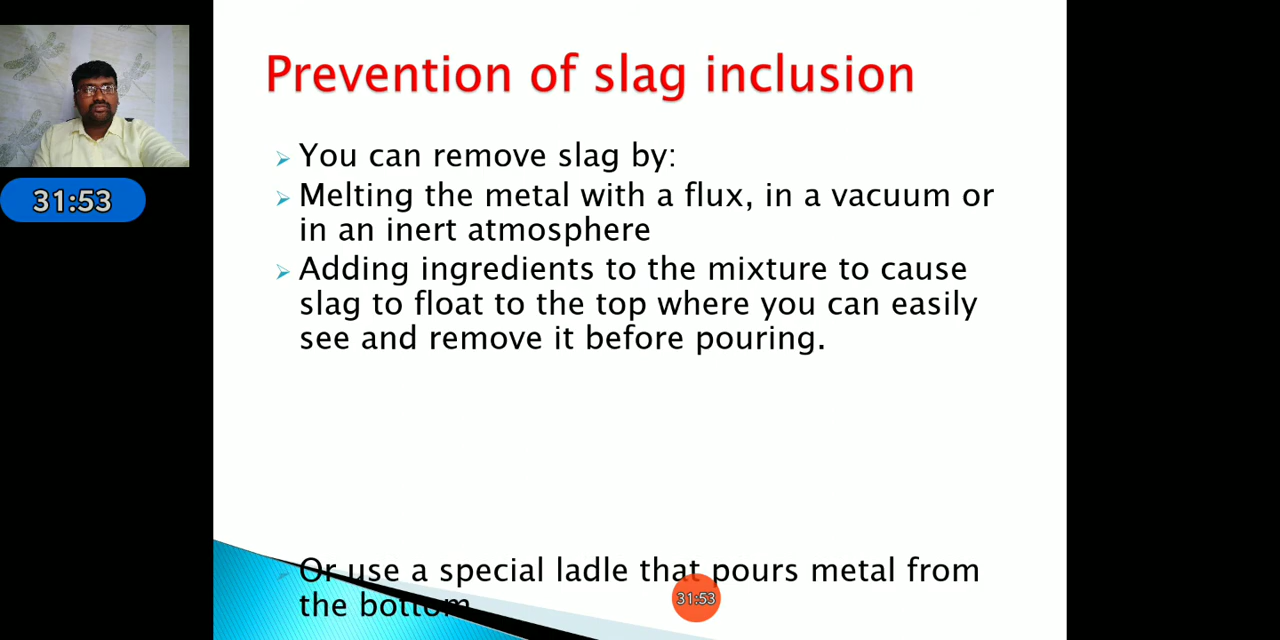 Prevention of slag inclusion
31:53
You can remove slag by:
Melting the metal with a flux, in a vacuum or
in an inert atmosphere
Adding ingredients to the mixture to cause
slag to float to the top where you can easily
see and remove it before pouring.
Or use a special ladle that pours metal from
the bottom
31:53